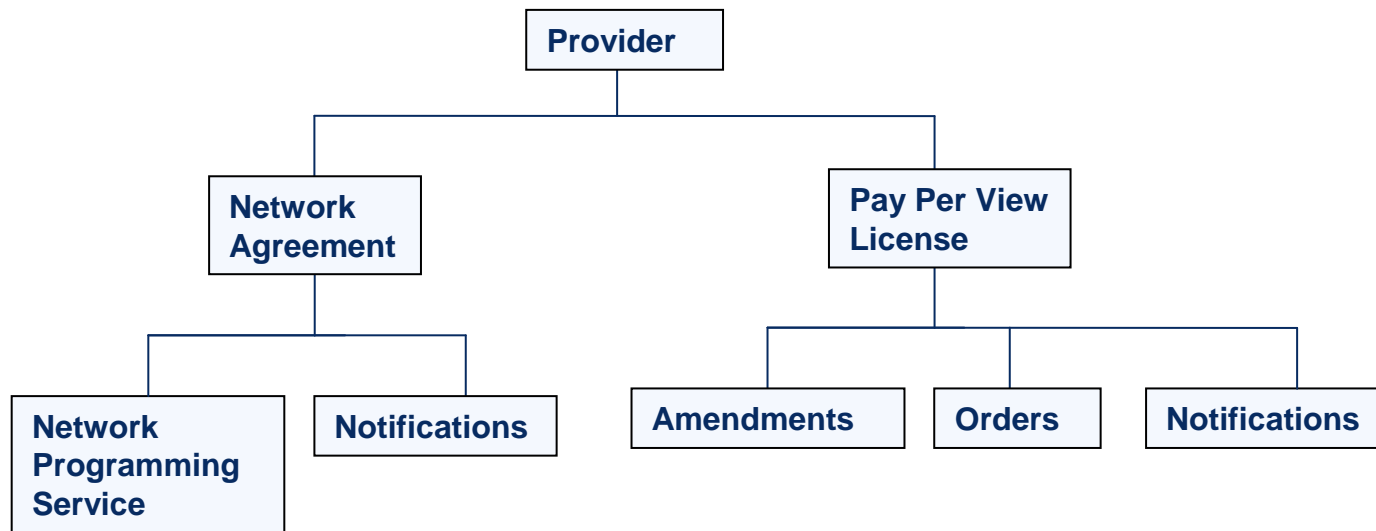 Provider
Network
Agreement
Pay Per View
License
Network
Programming
Service
Notifications
Amendments
Orders
Notifications